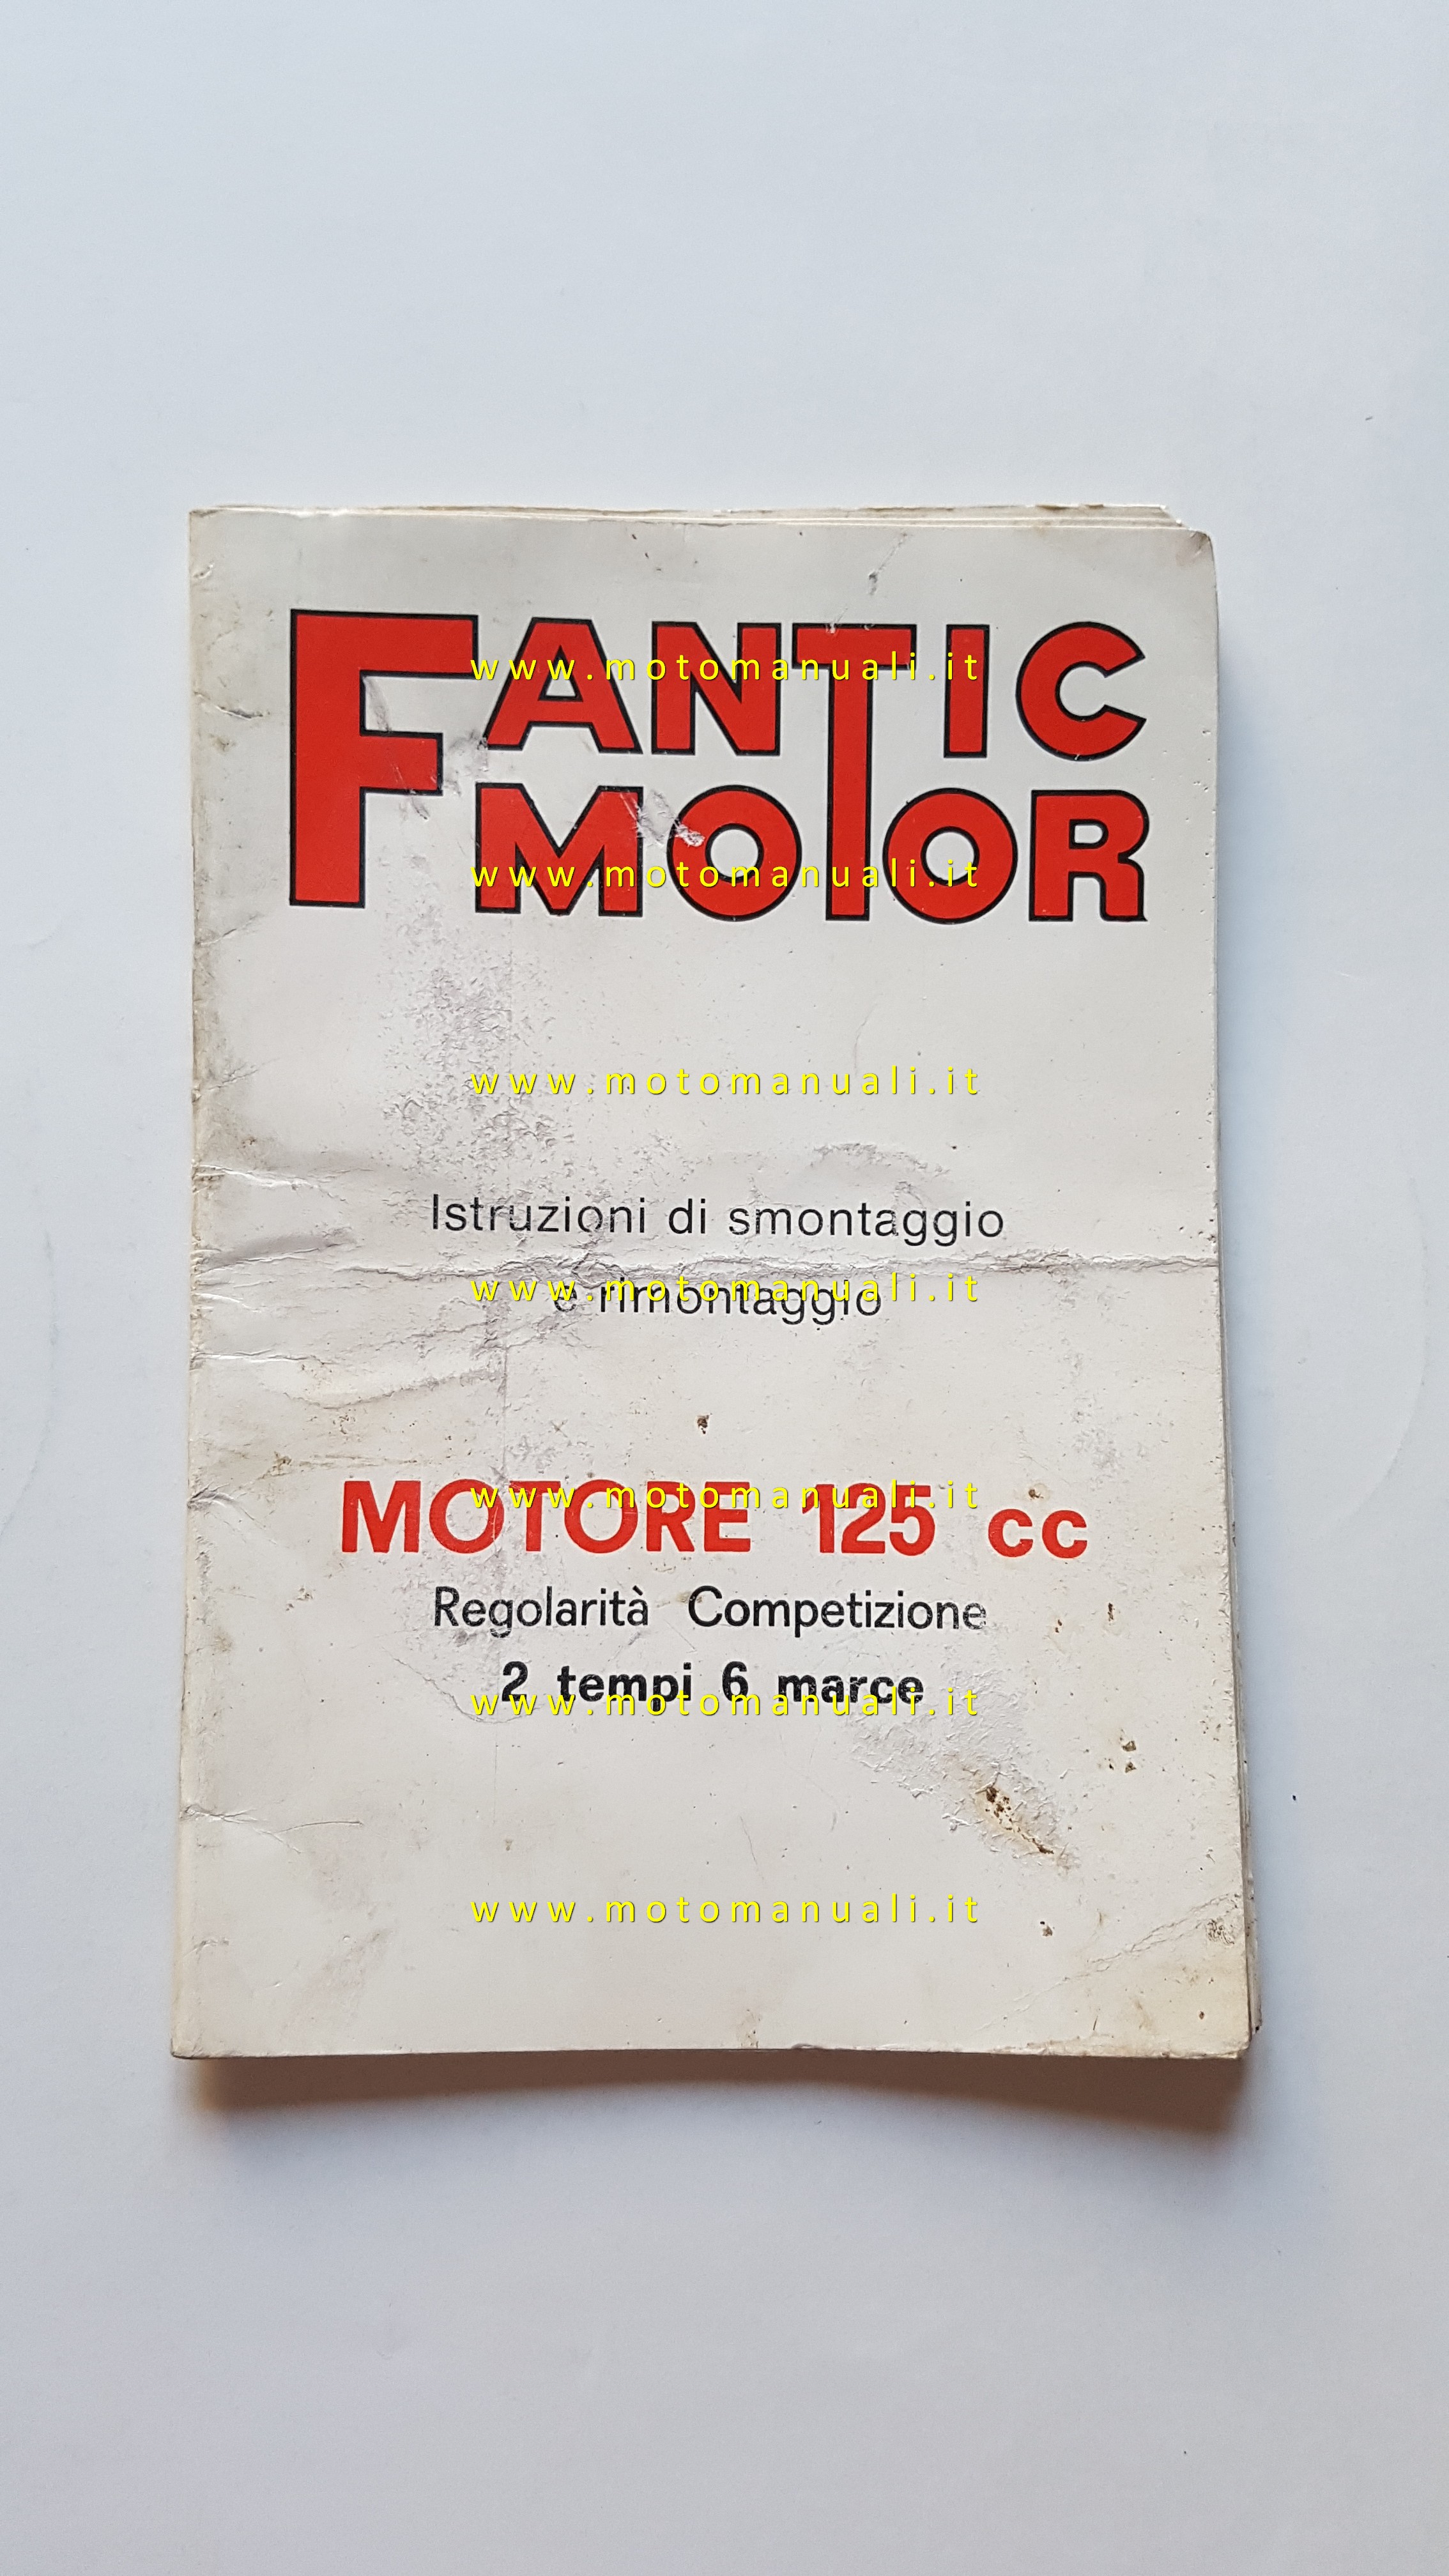 FANTIC
www.motomanuali.it
MOTOR
www.motomanuali.it
www.motomanuali.it
Istruzioni di smontaggio
www.motomanuali.it
e rimontaggio
www.motomanuali.it
MOTORE 125 cc
Regolarità Competizione
2 tempi 6 marce
www.motomanuali.it
www.motomanuali.it